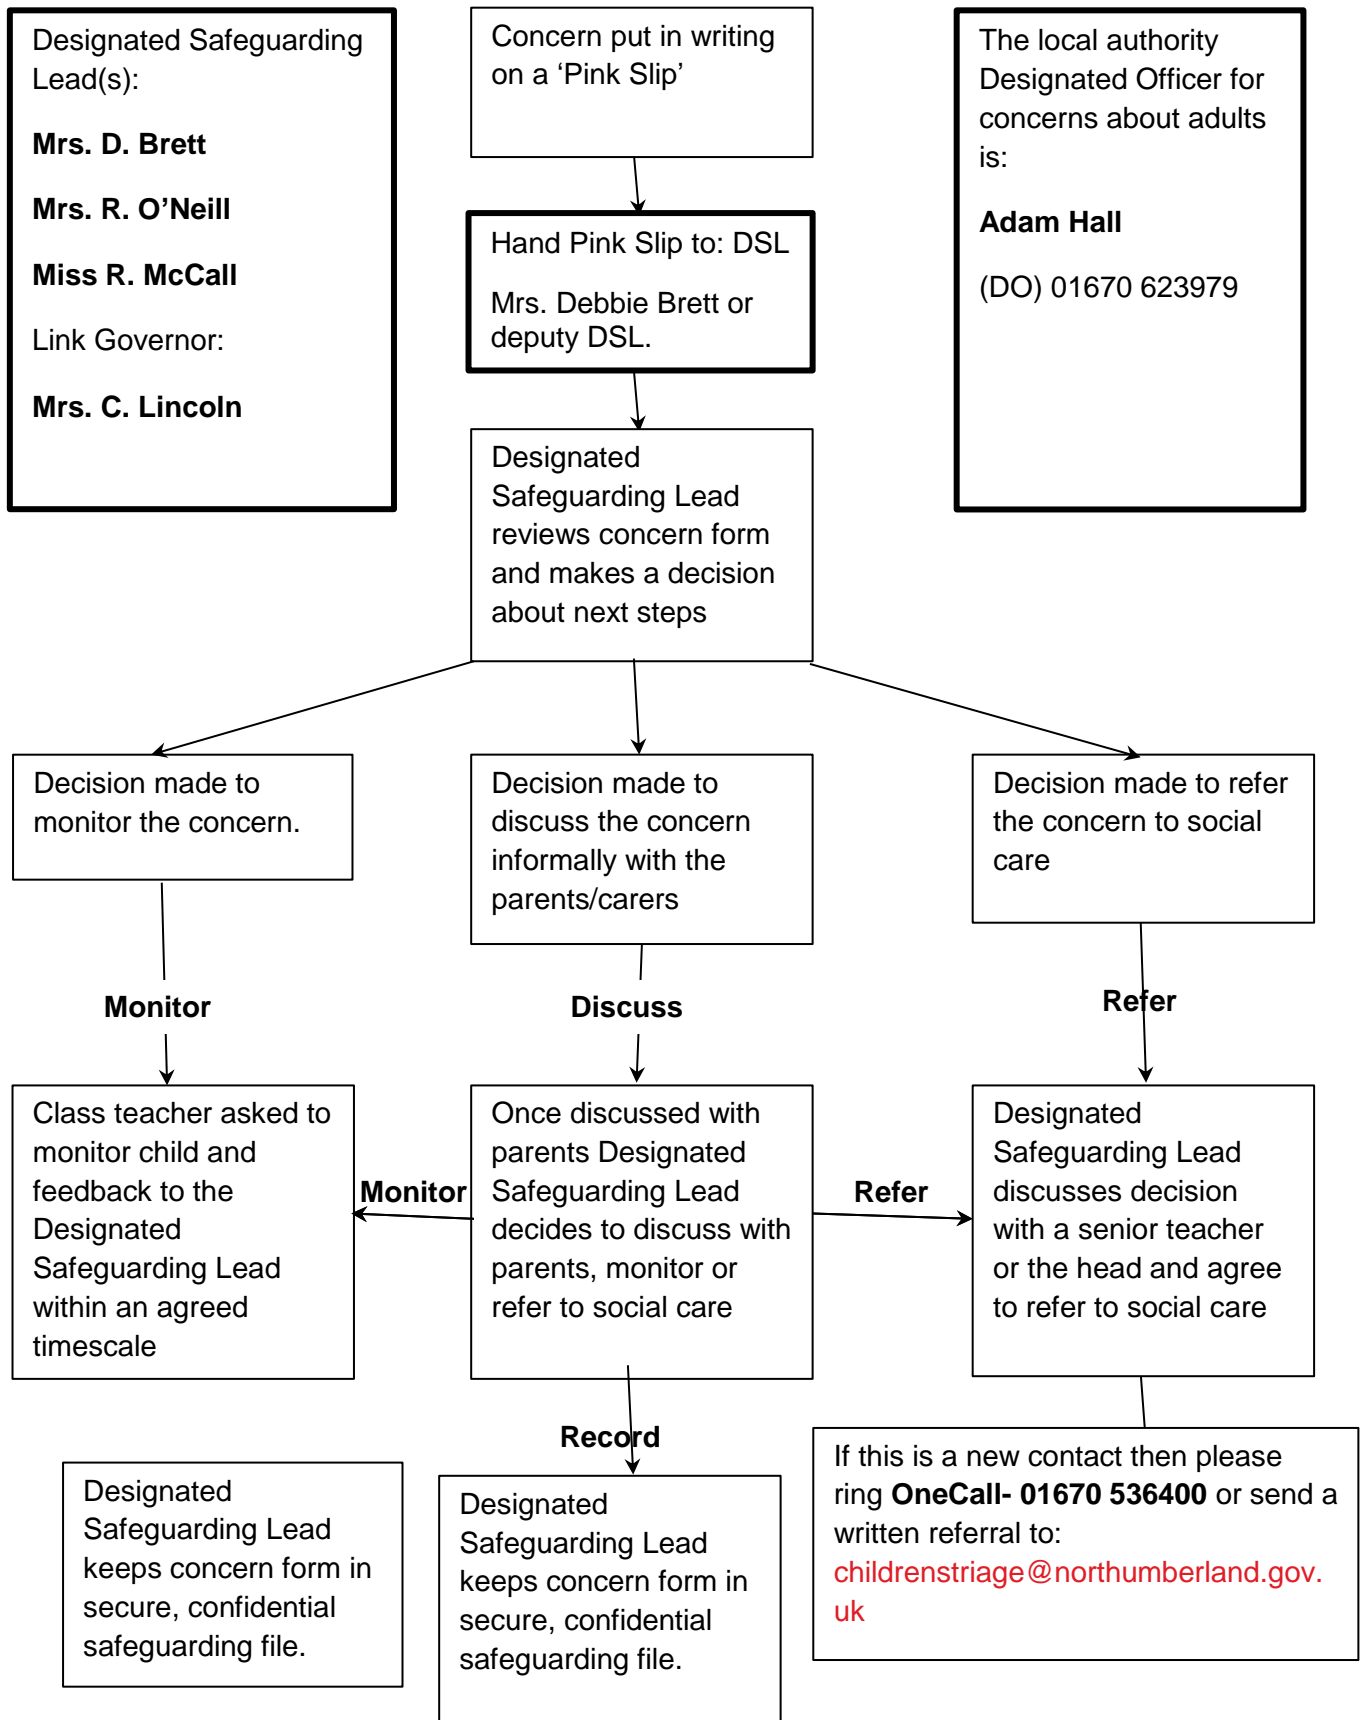 Designated Safeguarding
Lead(s):
Mrs. D. Brett
Mrs. R. O’Neill
Miss R. McCall
Link Governor:
Mrs. C. Lincoln
Concern put in writing
on a ‘Pink Slip’
The local authority
Designated Officer for
concerns about adults
is:
Adam Hall
(DO) 01670 623979
Hand Pink Slip to: DSL
Mrs. Debbie Brett or
deputy DSL.
Designated
Safeguarding Lead
reviews concern form
and makes a decision
about next steps
Decision made to
monitor the concern.
Decision made to
discuss the concern
informally with the
parents/carers
Decision made to refer
the concern to social
care
Monitor
Discuss
Refer
Class teacher asked to
monitor child and
feedback to the
Designated
Safeguarding Lead
within an agreed
timescale
Monitor
Once discussed with
parents Designated
Safeguarding Lead
decides to discuss with
parents, monitor or
refer to social care
Refer
Designated
Safeguarding Lead
discusses decision
with a senior teacher
or the head and agree
to refer to social care
Record
Designated
Safeguarding Lead
keeps concern form in
secure, confidential
safeguarding file.
Designated
Safeguarding Lead
keeps concern form in
secure, confidential
safeguarding file.
If this is a new contact then please
ring OneCall- 01670 536400 or send a
written referral to:
childrenstriage@northumberland.gov.
uk